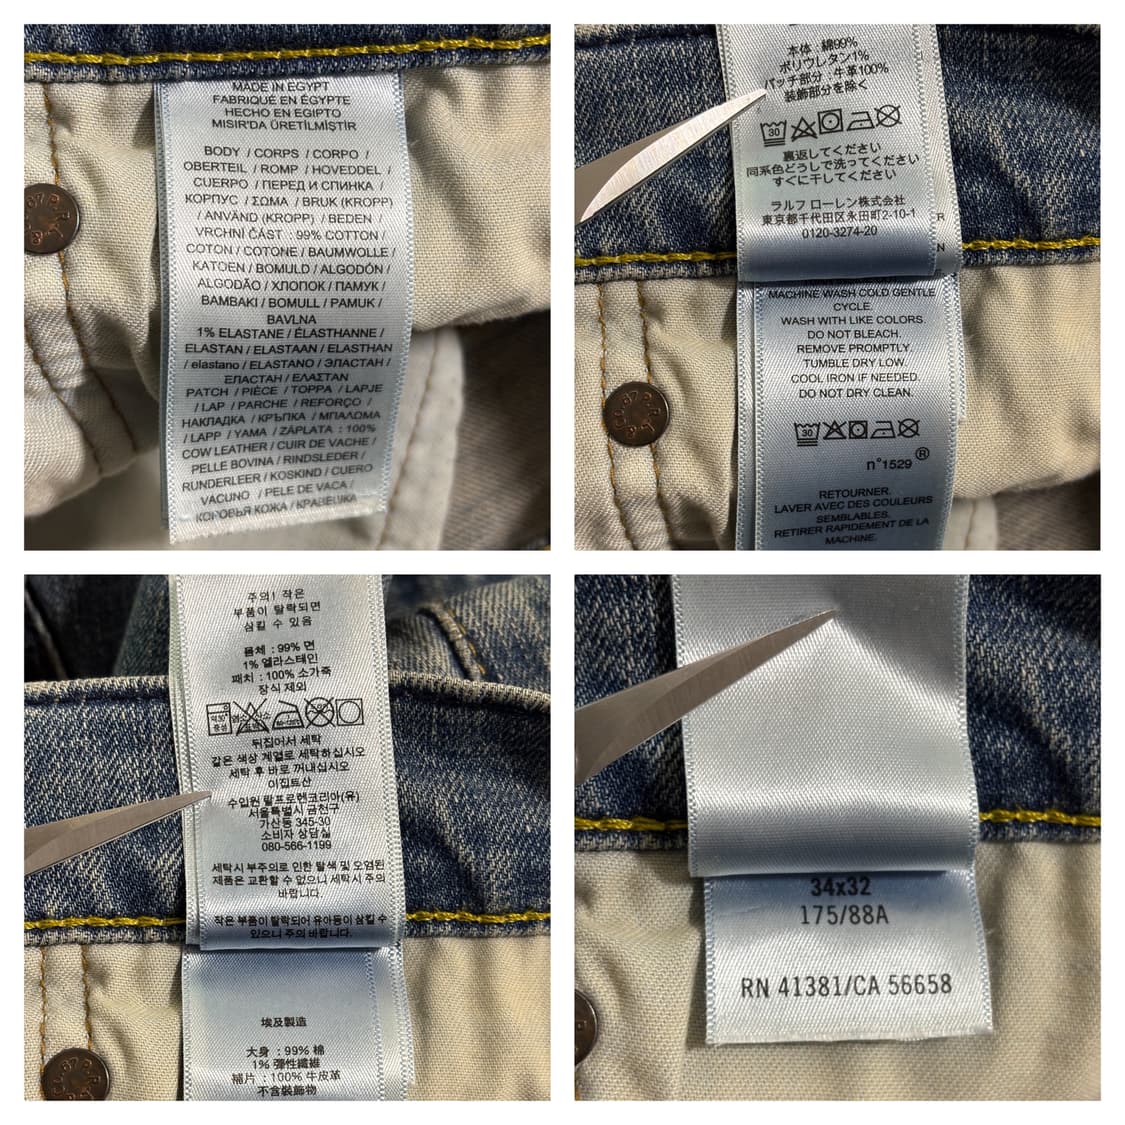 MADE IN EGYPT
FABRIQUÉ EN ÉGYPTE
HECHO EN EGIPTO
MISIR'DA ÜRETİLMİŞTİR
BODY / CORPS / CORPO /
OBERTEIL / ROMP / HOVEDDEL /
CUERPO / ПЕРЕД И СПИНКА /
КОРПУС / ΣΩΜΑ / BRUK (KROPP)
/ ANVÄND (KROPP) / BEDEN /
VRCHNÍ ČÁST : 99% COTTON /
COTON / COTONE / BAUMWOLLE /
KATOEN / BOMULD / ALGODÓN /
ALGODÃO / ХЛОПОК / ПАМУК /
BAMBAKI / BOMULL / PAMUK /
BAVLNA
1% ELASTANE / ÉLASTHANNE /
ELASTAN / ELASTAAN / ELASTHAN
/ elastano / ELASTANO / ЭЛАСТАН /
ЕЛАСТАН / ΕΛΑΣΤΑΝ
PATCH / PIÈCE / TOPPA / LAPJE
/ LAP / PARCHE / REFORÇO /
НАКЛАДКА / КРЪПКА / ΜΠΑΛΩΜΑ
/ LAPP / YAMA / ZÁPLATA : 100%
COW LEATHER / CUIR DE VACHE /
PELLE BOVINA / RINDSLEDER /
RUNDERLEER / KOSKIND / CUERO
VACUNO / PELE DE VACA /
КОРОВЬЯ КОЖА / КРАВЕШКА
本体：綿99%
ポリウレタン1%
パッチ部分：牛革100%
装飾部分を除く
30
裏返してください
同系色どうしで洗ってください
すぐに干してください
ラルフ ローレン株式会社
東京都千代田区永田町2-10-1
0120-3274-20
R
N
MACHINE WASH COLD GENTLE
CYCLE.
WASH WITH LIKE COLORS.
DO NOT BLEACH.
REMOVE PROMPTLY
TUMBLE DRY LOW.
COOL IRON IF NEEDED.
DO NOT DRY CLEAN.
30
n°1529®
RETOURNER.
LAVER AVEC DES COULEURS
SEMBLABLES.
RETIRER RAPIDEMENT DE LA
MACHINE.
주의! 작은
부품이 탈락되면
삼킬 수 있음
몸체 : 99% 면
1% 엘라스테인
패치 : 100% 소가죽
장식 제외
뒤집어서 세탁
같은 색상 계열로 세탁하십시오
세탁 후 바로 꺼내십시오
이집트산
수입원 랄프로렌코리아(유)
서울특별시 금천구
가산동 345-30
소비자 상담실
080-566-1199
세탁시 부주의로 인한 탈색 및 오염된
제품은 교환할 수 없으니 세탁시 주의
바랍니다.
작은 부품이 탈락되어 유아등이 삼킬 수
있으니 주의 바랍니다.
埃及製造
大身 : 99% 棉
1% 彈性纖維
補片 : 100% 牛皮革
不含裝飾物
34x32
175/88A
RN 41381/CA 56658